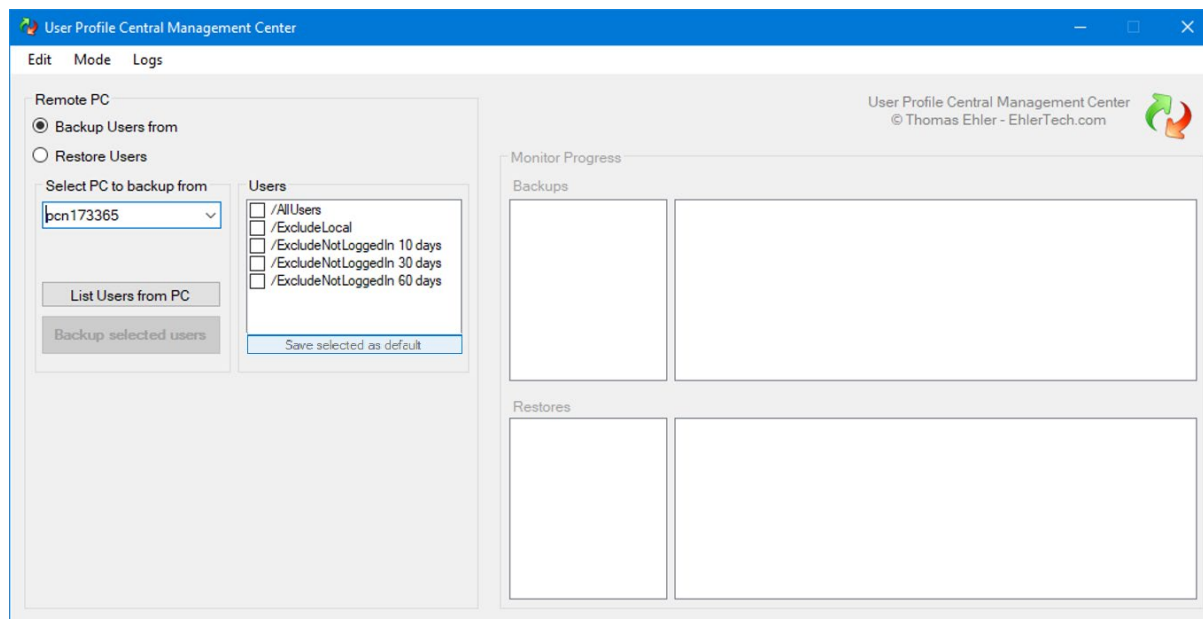 User Profile Central Management Center
Edit Mode Logs
Remote PC
Backup Users from
Restore Users
Select PC to backup from
pcn173365
List Users from PC
Backup selected users
Users
/AllUsers
/ExcludeLocal
/ExcludeNotLoggedIn 10 days
/ExcludeNotLoggedIn 30 days
/ExcludeNotLoggedIn 60 days
Save selected as default
User Profile Central Management Center
© Thomas Ehler - EhlerTech.com
Monitor Progress
Backups
Restores